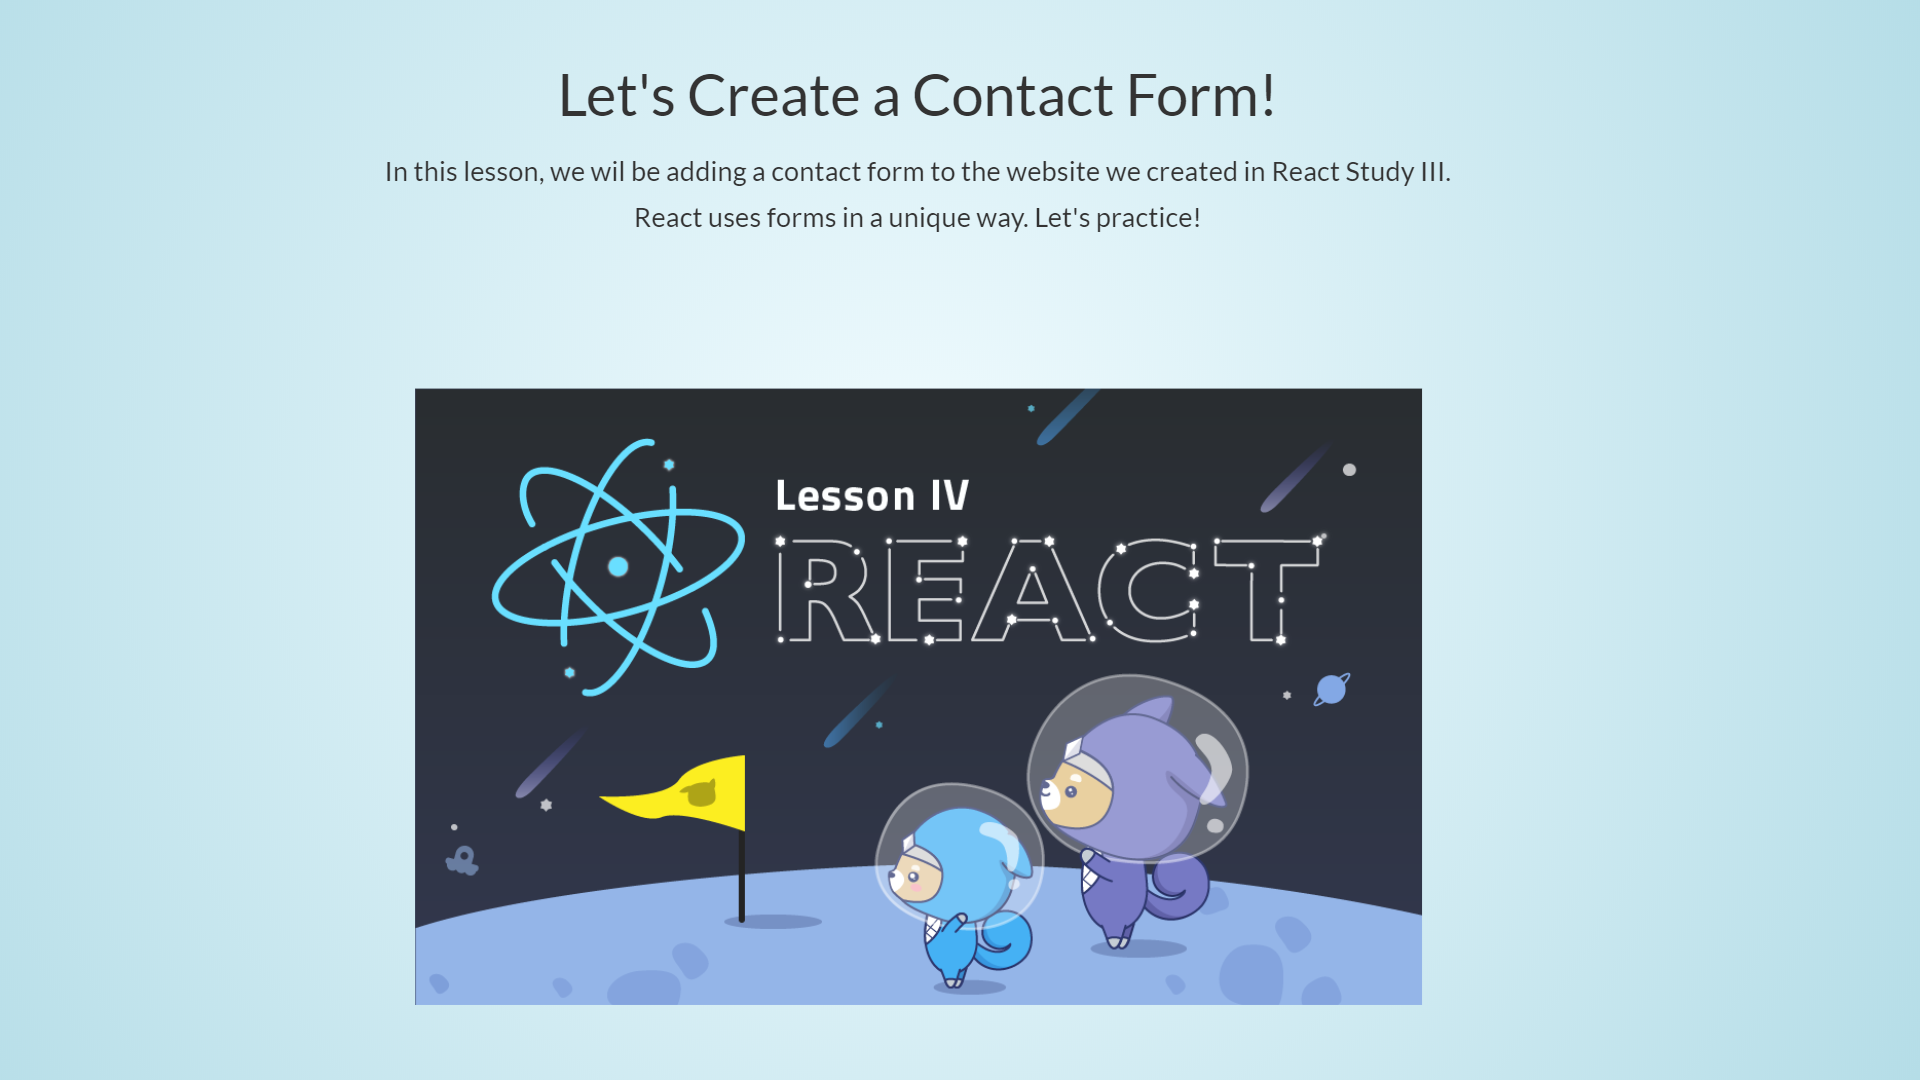 Let's Create a Contact Form!
In this lesson, we wil be adding a contact form to the website we created in React Study III.
React uses forms in a unique way. Let's practice!
Lesson IV
REACT